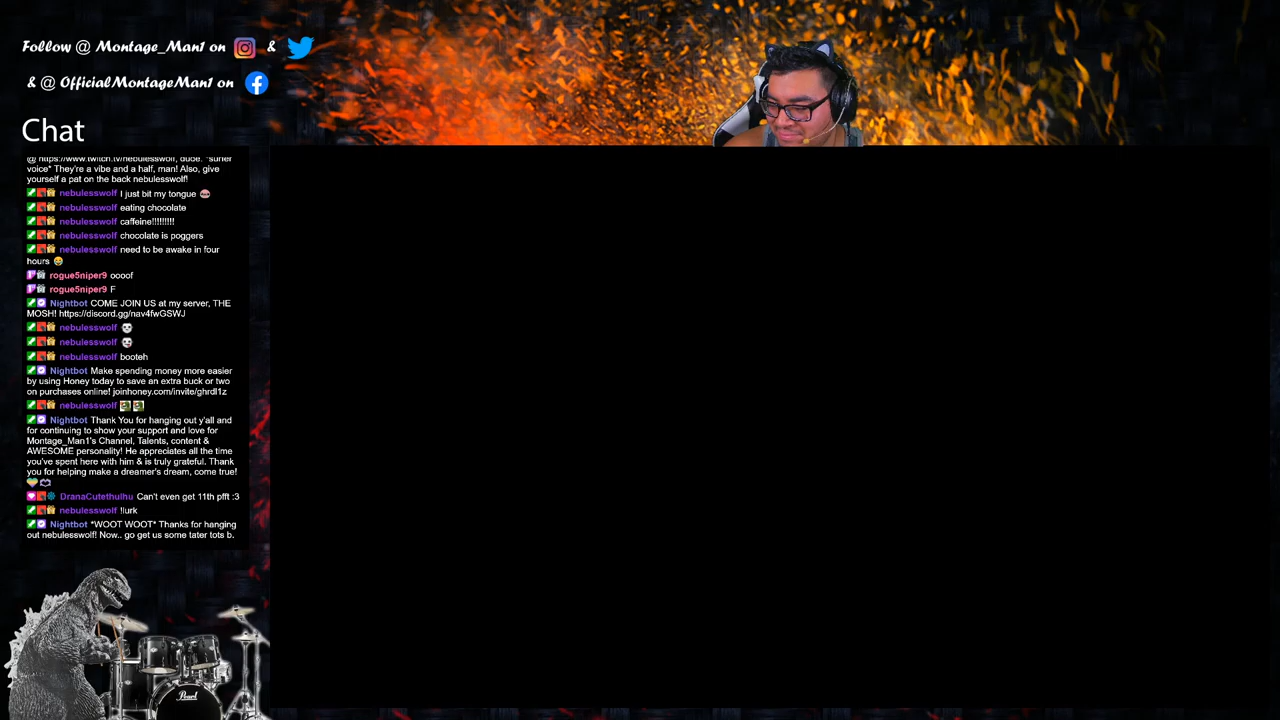 Follow @ Montage_Man1 on &
& @ OfficialMontageMan1 on
Chat
@ https://www.twitch.tv/nebulesswolf, dude. *surfer
voice* They're a vibe and a half, man! Also, give
yourself a pat on the back nebulesswolf!
nebulesswolf I just bit my tongue
nebulesswolf eating chocolate
nebulesswolf caffeine!!!!!!!!!
nebulesswolf chocolate is poggers
nebulesswolf need to be awake in four
hours
rogue5niper9 oooof
rogue5niper9 F
Nightbot COME JOIN US at my server, THE
MOSH! https://discord.gg/nav4fwGSWJ
nebulesswolf
nebulesswolf
nebulesswolf booteh
Nightbot Make spending money more easier
by using Honey today to save an extra buck or two
on purchases online! joinhoney.com/invite/ghrdl1z
nebulesswolf
Nightbot Thank You for hanging out y'all and
for continuing to show your support and love for
Montage_Man1's Channel, Talents, content &
AWESOME personality! He appreciates all the time
you've spent here with him & is truly grateful. Thank
you for helping make a dreamer's dream, come true!
DranaCutethulhu Can't even get 11th pfft :3
nebulesswolf !lurk
Nightbot *WOOT WOOT* Thanks for hanging
out nebulesswolf! Now.. go get us some tater tots b.
Pearl